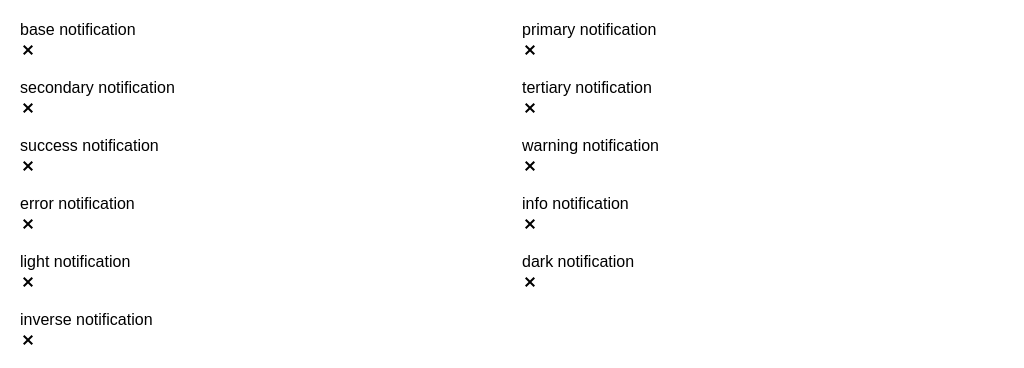 base notification
✕
primary notification
✕
secondary notification
✕
tertiary notification
✕
success notification
✕
warning notification
✕
error notification
✕
info notification
✕
light notification
✕
dark notification
✕
inverse notification
✕